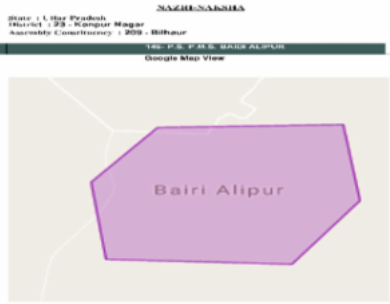 NAZRI-NAKSHA
State : Uttar Pradesh
District : 23 - Kanpur Nagar
Assembly Constituency : 209 - Bilhaur
146- P.S. P.M.S. BAIRI ALIPUR
Google Map View
Bairi Alipur